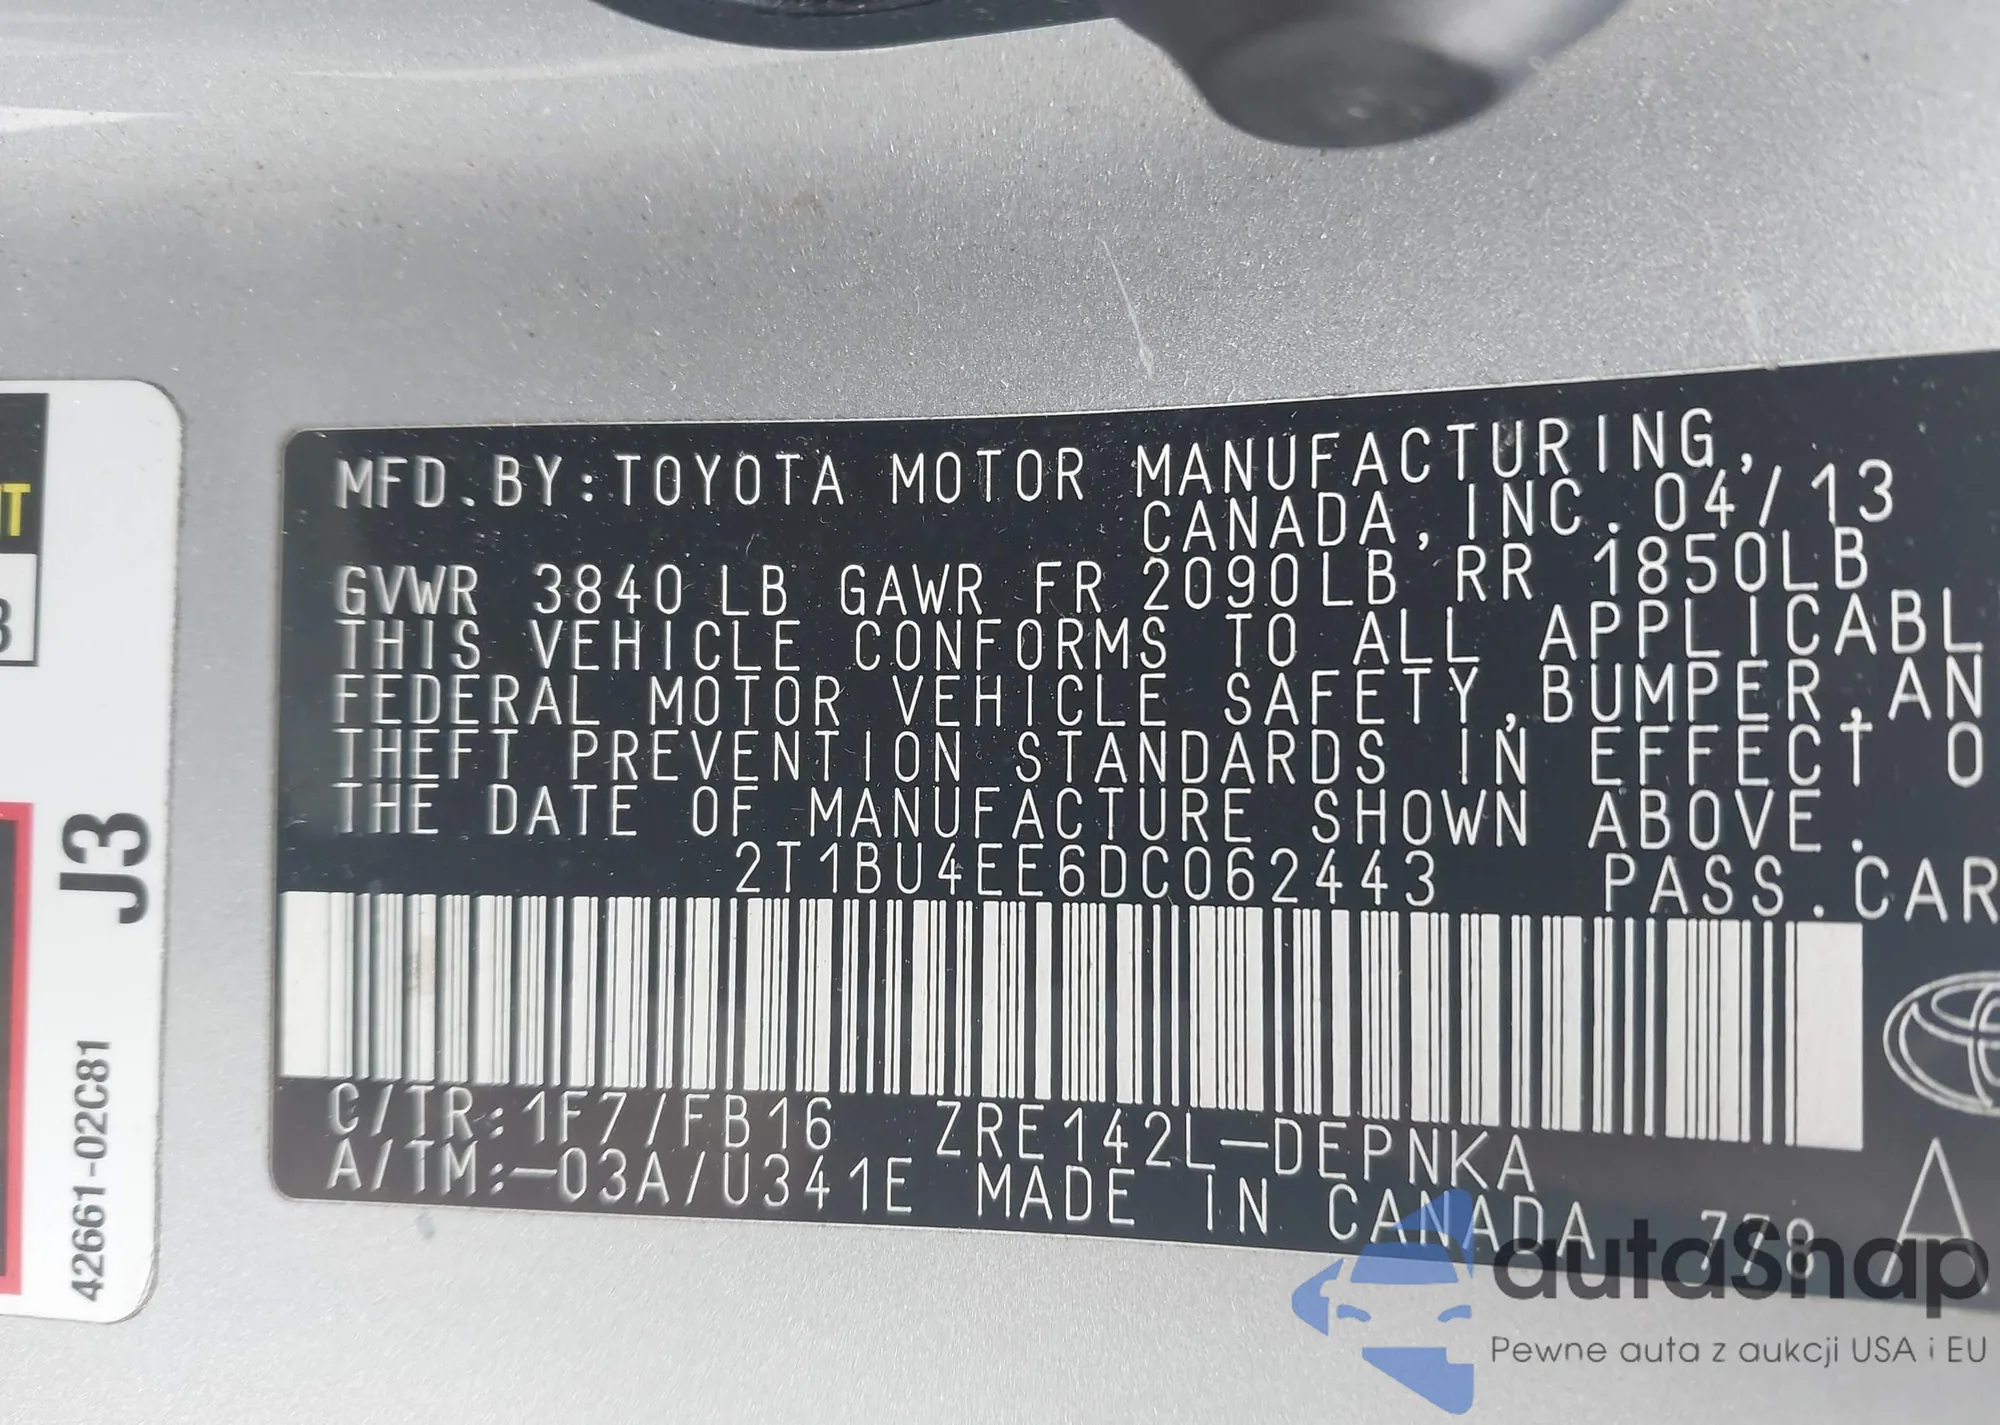 MFD.BY:TOYOTA MOTOR MANUFACTURING,
CANADA,INC. 04/13
GVWR 3840 LB GAWR FR 2090LB RR 1850LB
THIS VEHICLE CONFORMS TO ALL APPLICABL
FEDERAL MOTOR VEHICLE SAFETY,BUMPER,AN
THEFT PREVENTION STANDARDS IN EFFECT O
THE DATE OF MANUFACTURE SHOWN ABOVE.
2T1BU4EE6DC062443 PASS.CAR
C/TR:1F7/FB16 ZRE142L-DEPNKA
A/TM:-03A/U341E MADE IN CANADA 778
A
J3
42661-02C81
autaSnap
Pewne auta z aukcji USA i EU